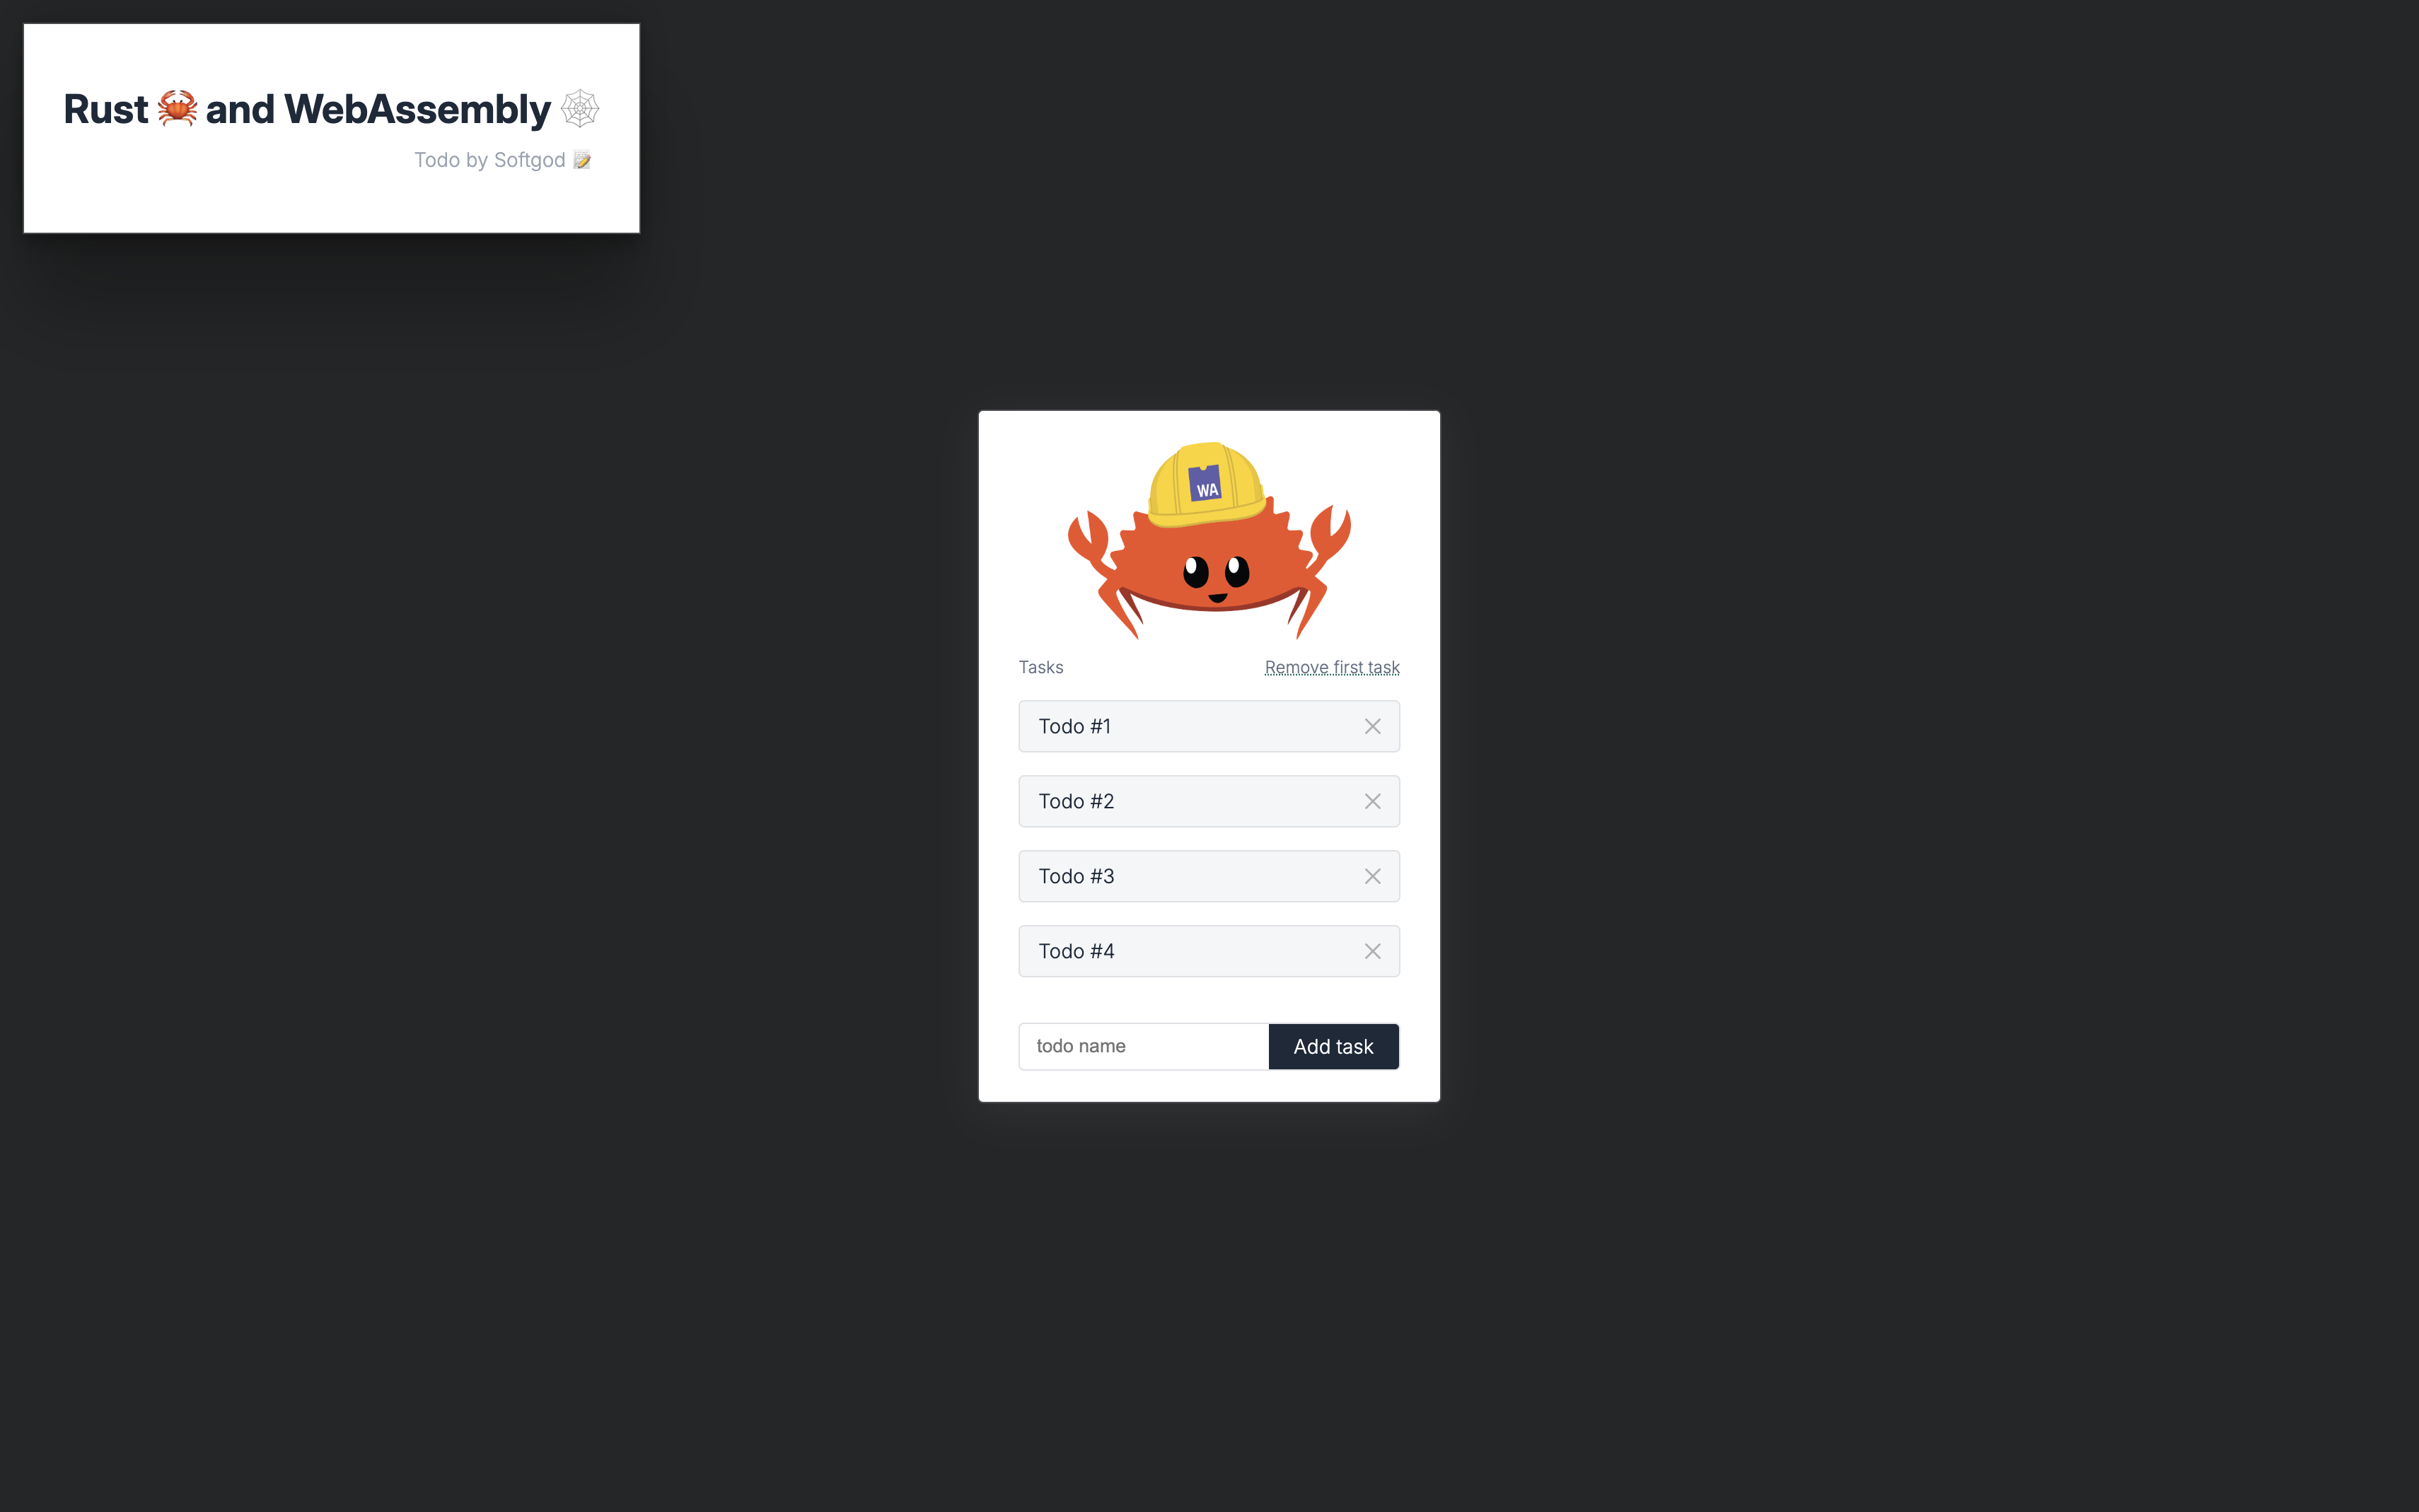 Rust 🦀 and WebAssembly 🕸
Todo by Softgod 📝
WA
Tasks
Remove first task
Todo #1
Todo #2
Todo #3
Todo #4
todo name
Add task